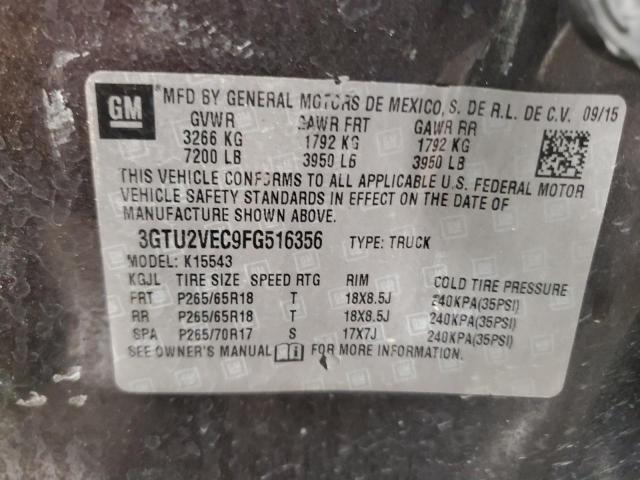 GM MFD BY GENERAL MOTORS DE MEXICO, S. DE R.L. DE C.V. 09/15
GVWR GAWR FRT GAWR RR
3266 KG 1792 KG 1792 KG
7200 LB 3950 LB 3950 LB
THIS VEHICLE CONFORMS TO ALL APPLICABLE U.S. FEDERAL MOTOR
VEHICLE SAFETY STANDARDS IN EFFECT ON THE DATE OF
MANUFACTURE SHOWN ABOVE.
3GTU2VEC9FG516356 TYPE: TRUCK
MODEL: K15543
KGJL TIRE SIZE SPEED RTG RIM COLD TIRE PRESSURE
FRT P265/65R18 T 18X8.5J 240KPA(35PSI)
RR P265/65R18 T 18X8.5J 240KPA(35PSI)
SPA P265/70R17 S 17X7J 240KPA(35PSI)
SEE OWNER'S MANUAL FOR MORE INFORMATION.